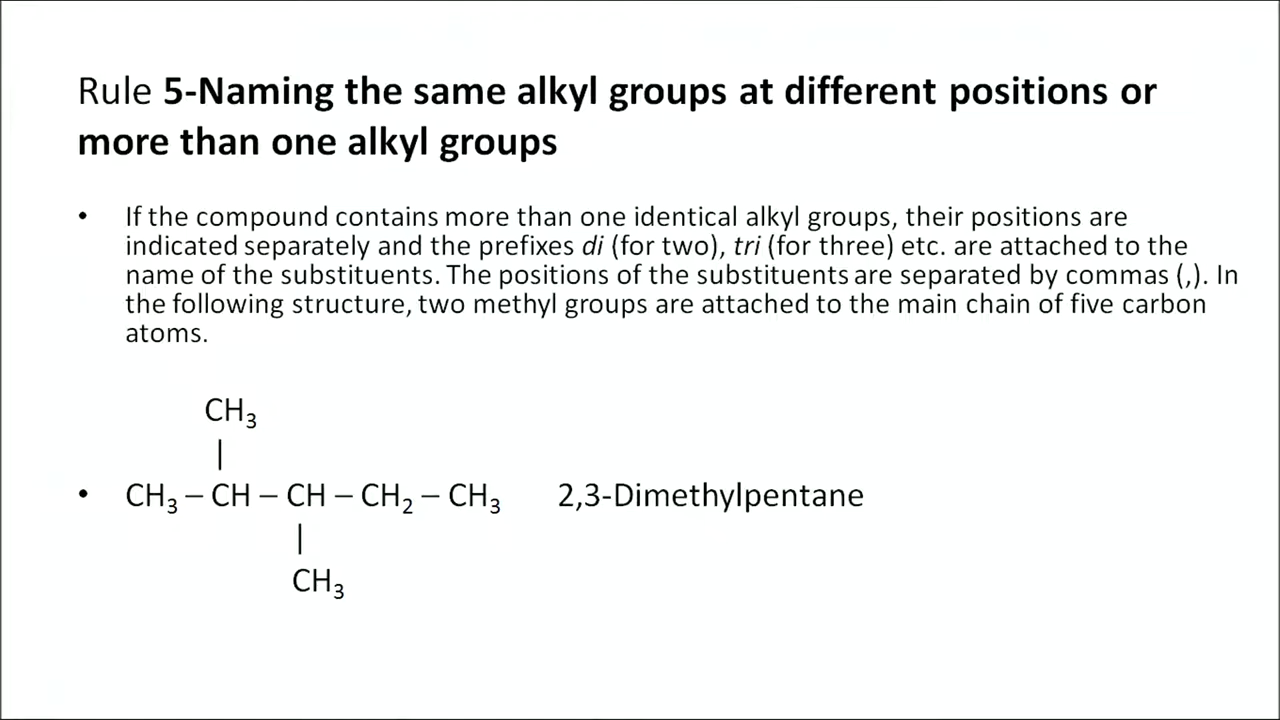 Rule 5-Naming the same alkyl groups at different positions or
more than one alkyl groups
• If the compound contains more than one identical alkyl groups, their positions are
indicated separately and the prefixes di (for two), tri (for three) etc. are attached to the
name of the substituents. The positions of the substituents are separated by commas (,). In
the following structure, two methyl groups are attached to the main chain of five carbon
atoms.
CH₃
|
• CH₃ – CH – CH – CH₂ – CH₃ 2,3-Dimethylpentane
|
CH₃